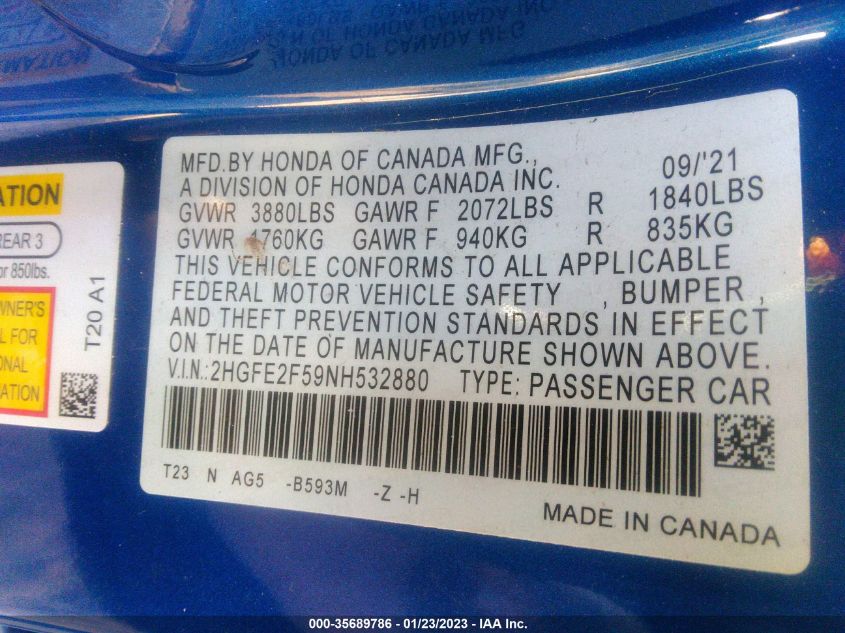 MFD.BY HONDA OF CANADA MFG., 09/'21
A DIVISION OF HONDA CANADA INC.
GVWR 3880LBS GAWR F 2072LBS R 1840LBS
GVWR 1760KG GAWR F 940KG R 835KG
THIS VEHICLE CONFORMS TO ALL APPLICABLE
FEDERAL MOTOR VEHICLE SAFETY , BUMPER ,
AND THEFT PREVENTION STANDARDS IN EFFECT
ON THE DATE OF MANUFACTURE SHOWN ABOVE.
V.I.N.:2HGFE2F59NH532880 TYPE: PASSENGER CAR
T23 N AG5 -B593M -Z -H
MADE IN CANADA
REAR 3
or 850lbs.
FOR
T20 A1
000-35689786 - 01/23/2023 - IAA Inc.